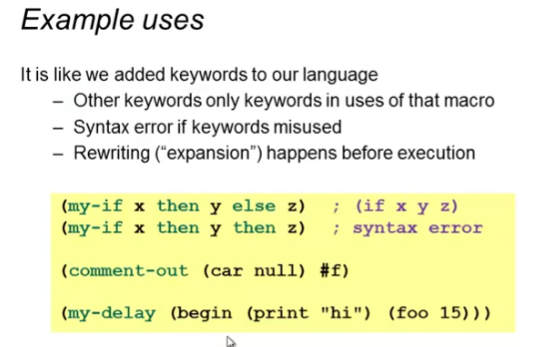 Example uses
It is like we added keywords to our language
– Other keywords only keywords in uses of that macro
– Syntax error if keywords misused
– Rewriting (“expansion”) happens before execution
(my-if x then y else z) ; (if x y z)
(my-if x then y then z) ; syntax error
(comment-out (car null) #f)
(my-delay (begin (print "hi") (foo 15)))